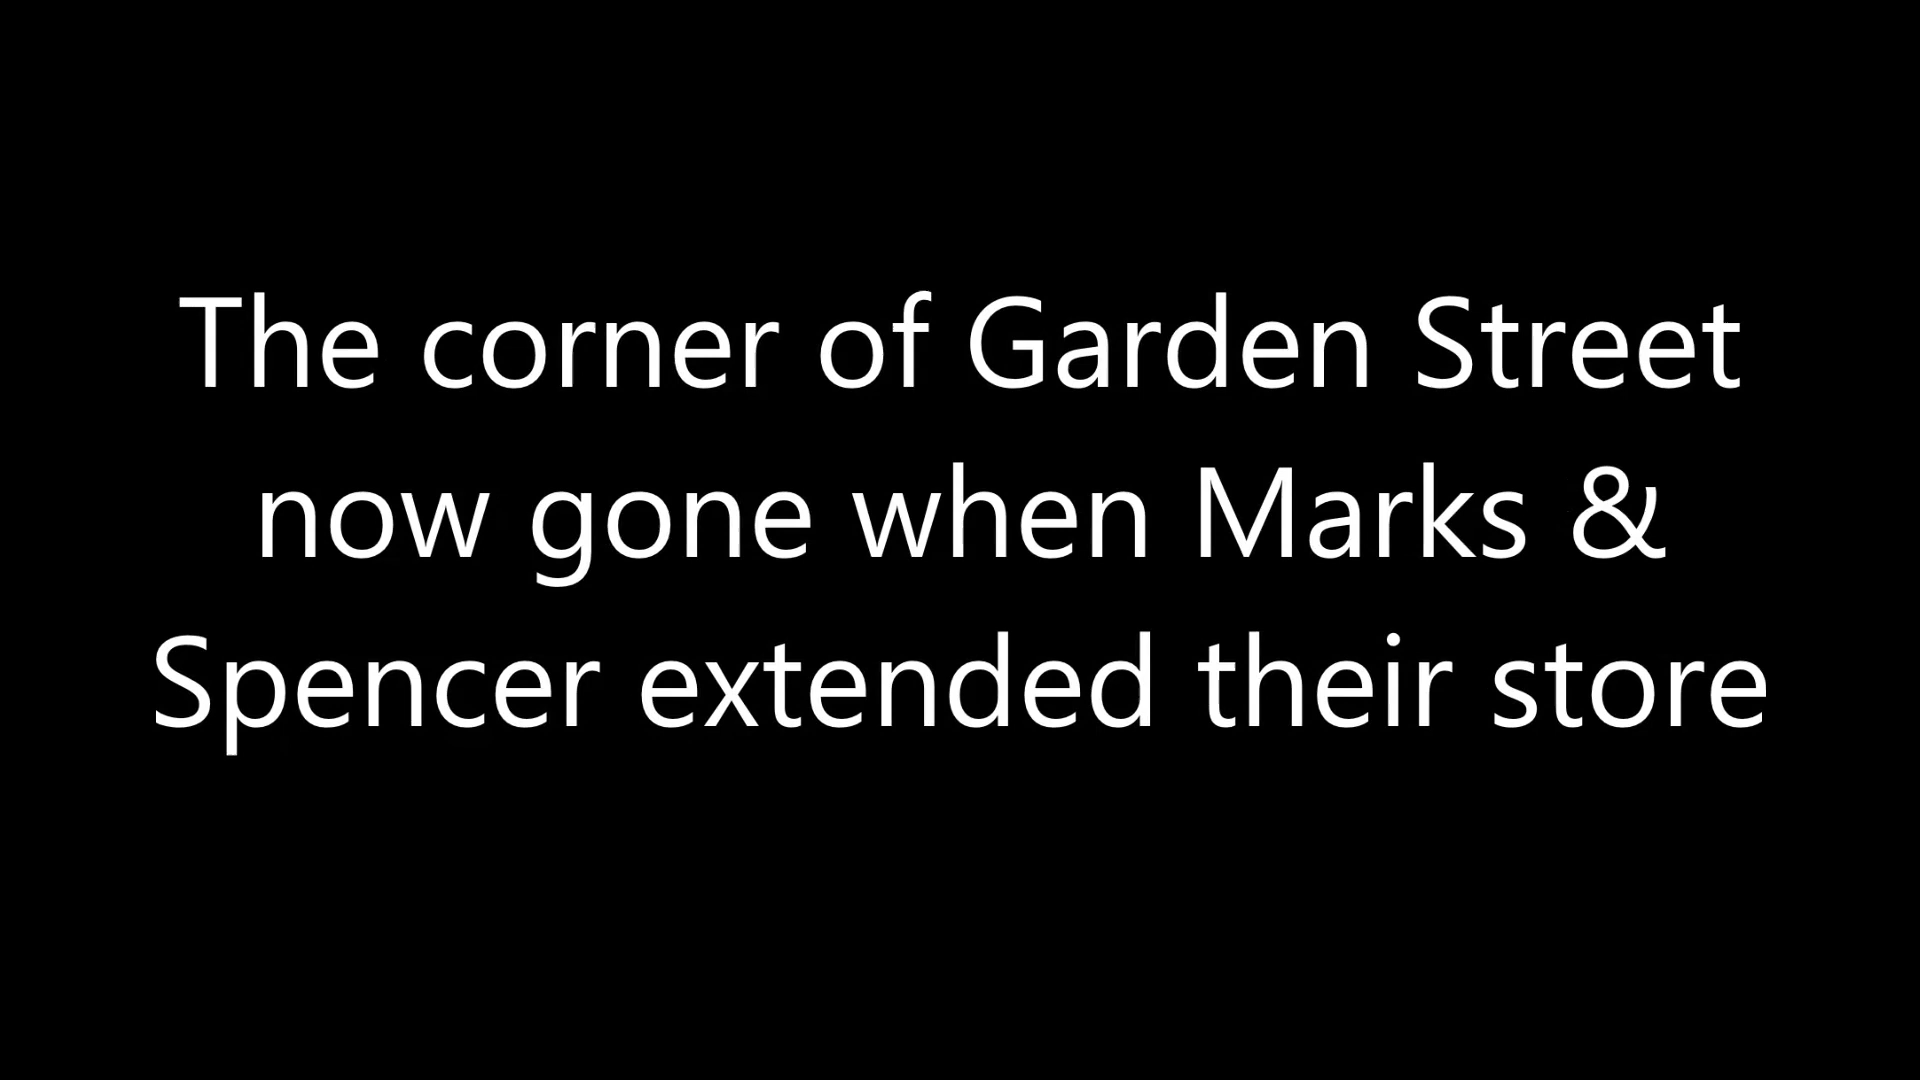 The corner of Garden Street
now gone when Marks &
Spencer extended their store